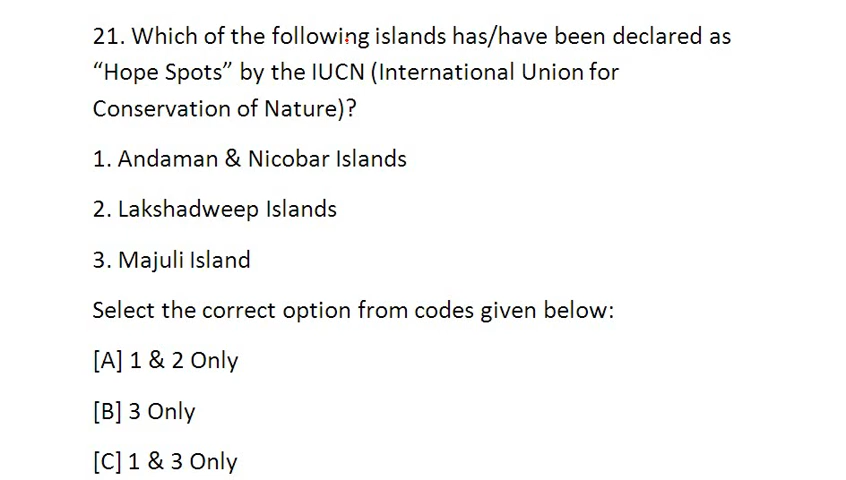 21. Which of the following islands has/have been declared as
“Hope Spots” by the IUCN (International Union for
Conservation of Nature)?
1. Andaman & Nicobar Islands
2. Lakshadweep Islands
3. Majuli Island
Select the correct option from codes given below:
[A] 1 & 2 Only
[B] 3 Only
[C] 1 & 3 Only